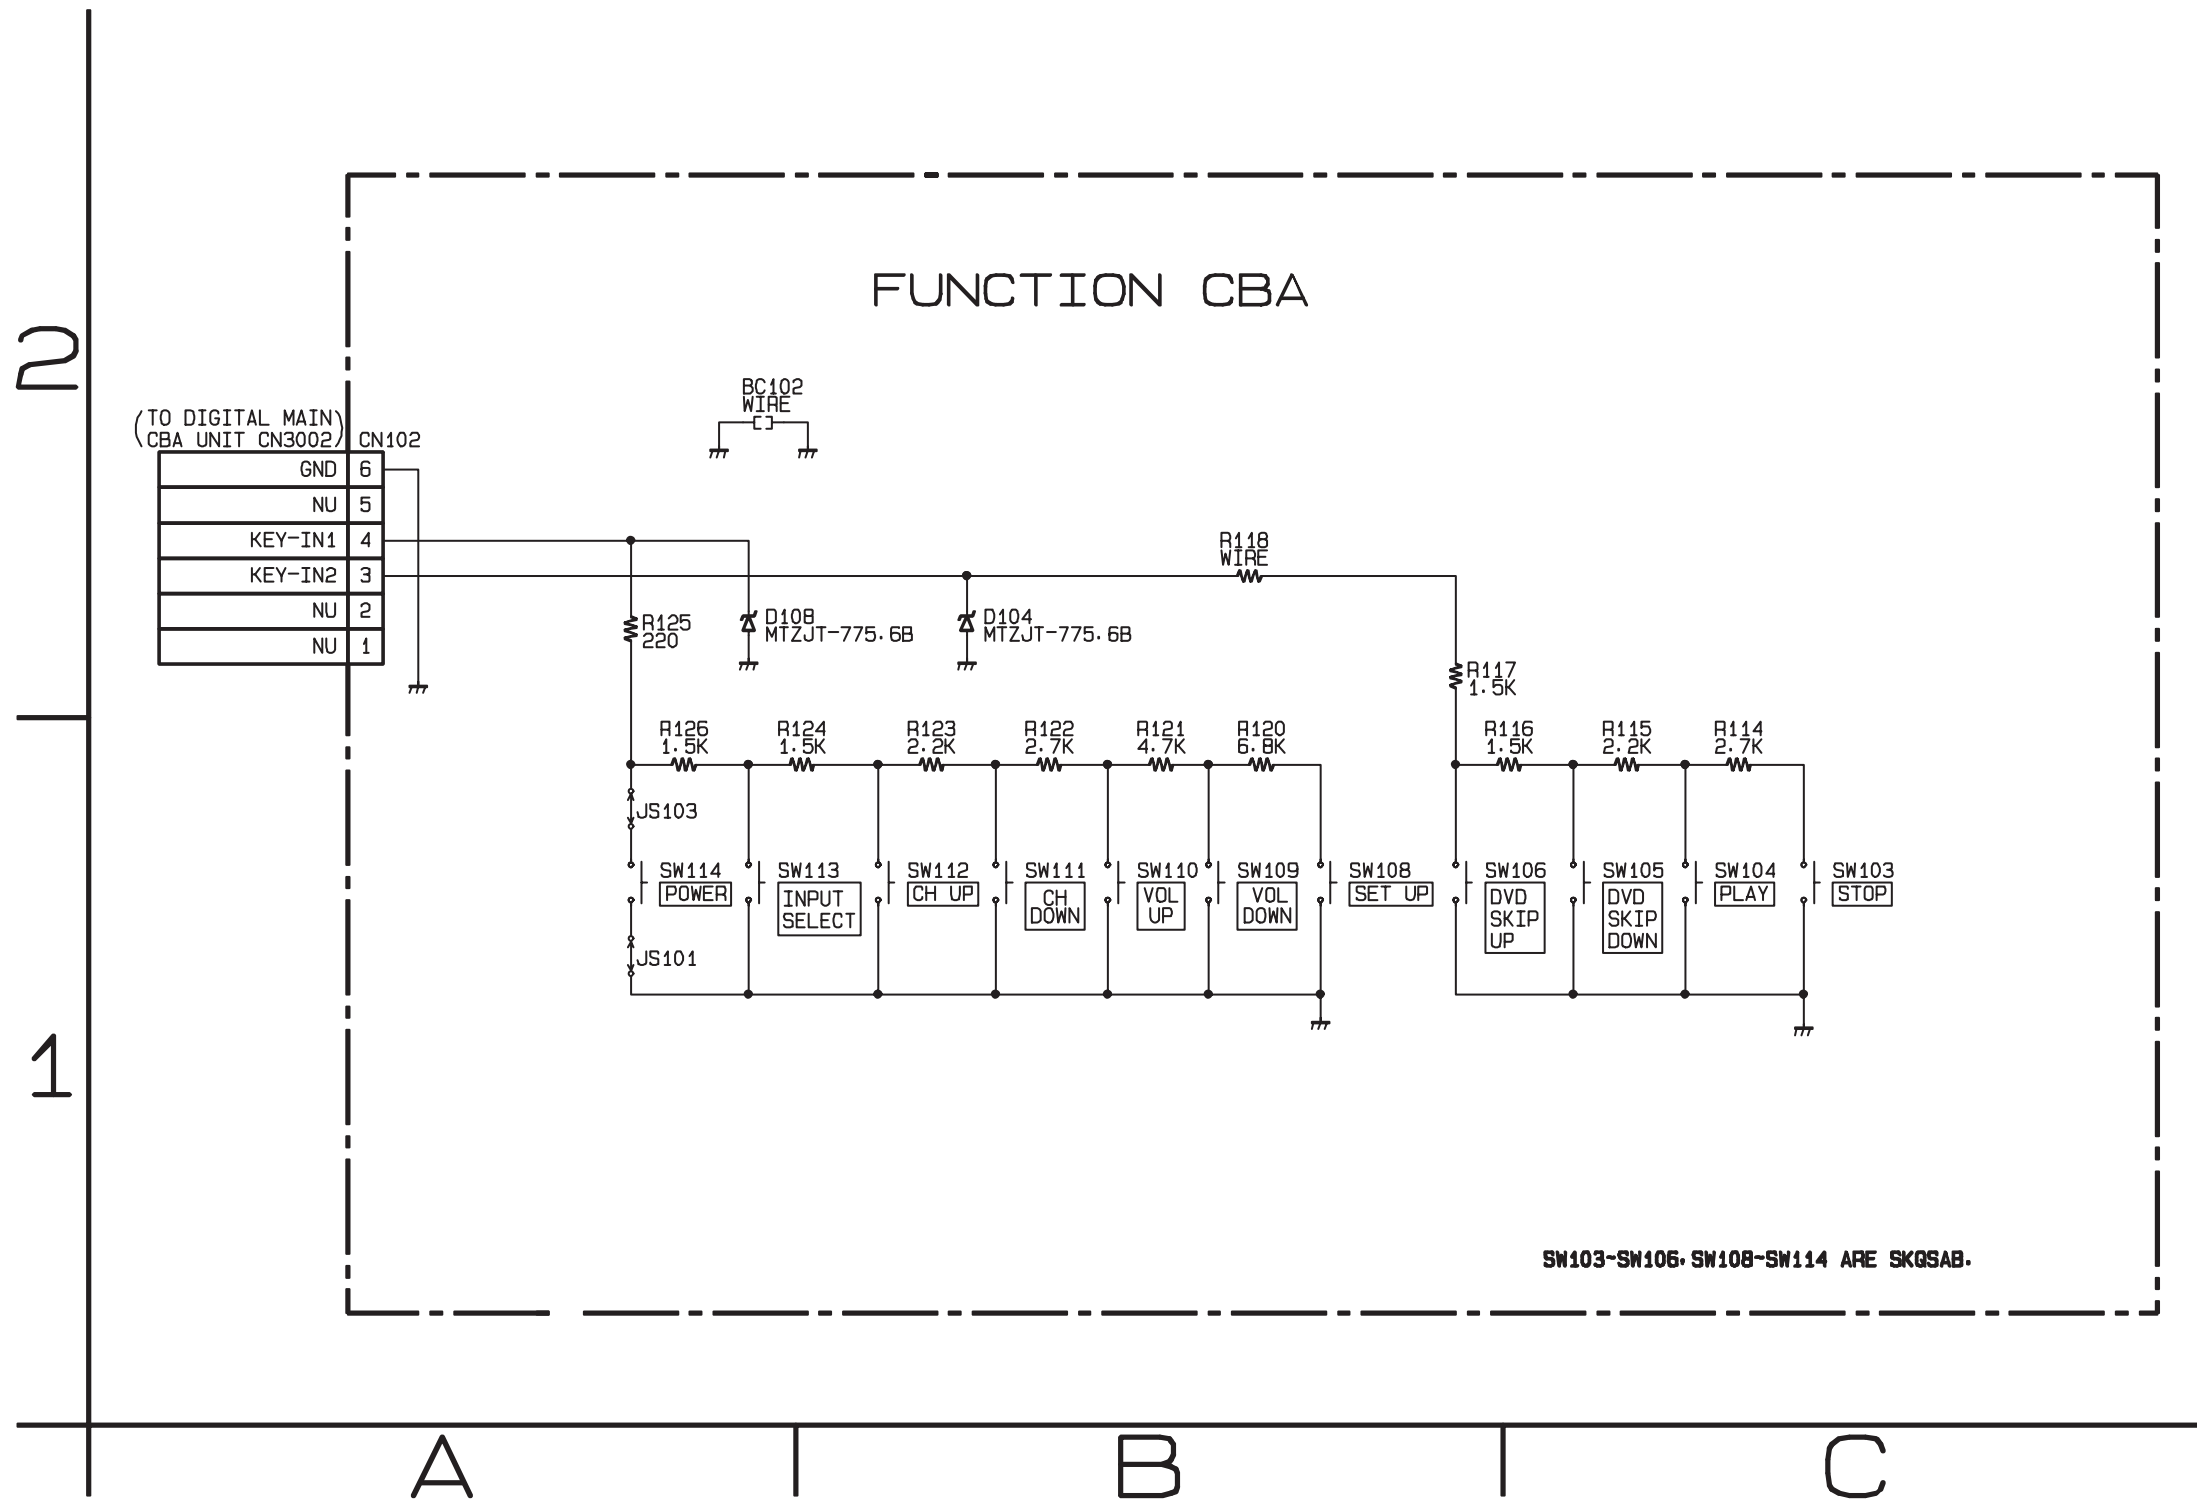 FUNCTION CBA
2
BC102
WIRE
(TO DIGITAL MAIN
CBA UNIT CN3002)
CN102
GND 6
NU 5
KEY-IN1 4
KEY-IN2 3
NU 2
NU 1
R118
WIRE
R125
220
D108
MTZJT-775.6B
D104
MTZJT-775.6B
R117
1.5K
R126
1.5K
R124
1.5K
R123
2.2K
R122
2.7K
R121
4.7K
R120
6.8K
R116
1.5K
R115
2.2K
R114
2.7K
JS103
SW114
POWER
SW113
INPUT
SELECT
SW112
CH UP
SW111
CH
DOWN
SW110
VOL
UP
SW109
VOL
DOWN
SW108
SET UP
SW106
DVD
SKIP
UP
SW105
DVD
SKIP
DOWN
SW104
PLAY
SW103
STOP
JS101
1
SW103~SW106, SW108~SW114 ARE SKQSAB.
A
B
C